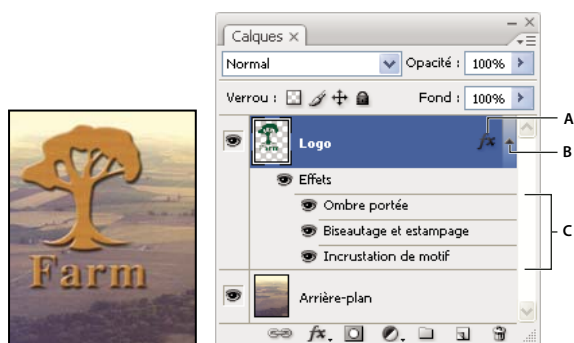 Calques ×
Normal Opacité : 100%
Verrou : Fond : 100%
A
Logo fx
B
Effets
Ombre portée
Biseautage et estampage
C
Incrustation de motif
Arrière-plan
fx.
Farm